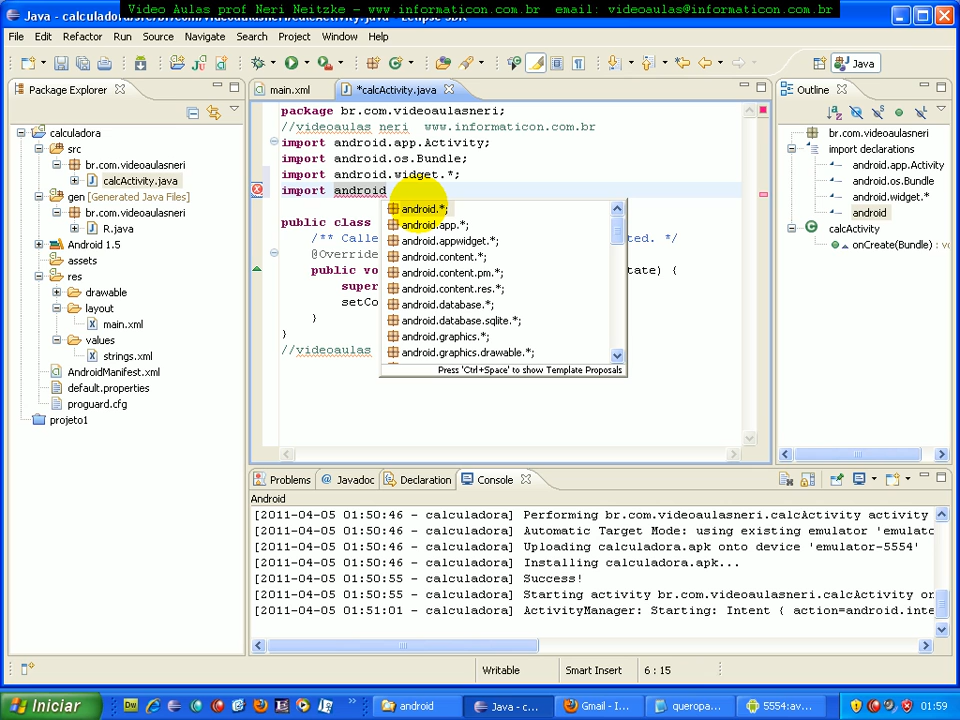 Video Aulas prof Neri Neitzke – www.informaticon.com.br  email: videoaulas@informaticon.com.br
File Edit Refactor Run Source Navigate Search Project Window Help
Java
Package Explorer
calculadora
src
br.com.videoaulasneri
calcActivity.java
gen [Generated Java Files]
br.com.videoaulasneri
R.java
Android 1.5
assets
res
drawable
layout
main.xml
values
strings.xml
AndroidManifest.xml
default.properties
proguard.cfg
projeto1
main.xml
*calcActivity.java
package br.com.videoaulasneri;
//videoaulas neri  www.informaticon.com.br
import android.app.Activity;
import android.os.Bundle;
import android.widget.*;
import android
public class
/** Calle
ted. */
@Override
public vo
tate) {
super
setCo
}
}
//videoaulas
android.*;
android.app.*;
android.appwidget.*;
android.content.*;
android.content.pm.*;
android.content.res.*;
android.database.*;
android.database.sqlite.*;
android.graphics.*;
android.graphics.drawable.*;
Press 'Ctrl+Space' to show Template Proposals
Outline
br.com.videoaulasneri
import declarations
android.app.Activity
android.os.Bundle
android.widget.*
android
calcActivity
onCreate(Bundle) : vo
Problems
@ Javadoc
Declaration
Console
Android
[2011-04-05 01:50:46 - calculadora] Performing br.com.videoaulasneri.calcActivity activity
[2011-04-05 01:50:46 - calculadora] Automatic Target Mode: using existing emulator 'emulato
[2011-04-05 01:50:46 - calculadora] Uploading calculadora.apk onto device 'emulator-5554'
[2011-04-05 01:50:46 - calculadora] Installing calculadora.apk...
[2011-04-05 01:50:55 - calculadora] Success!
[2011-04-05 01:50:55 - calculadora] Starting activity br.com.videoaulasneri.calcActivity on
[2011-04-05 01:51:01 - calculadora] ActivityManager: Starting: Intent { action=android.inte
Writable
Smart Insert
6 : 15
Iniciar
android
Java - c...
Gmail - I...
queropa...
5554:av...
01:59